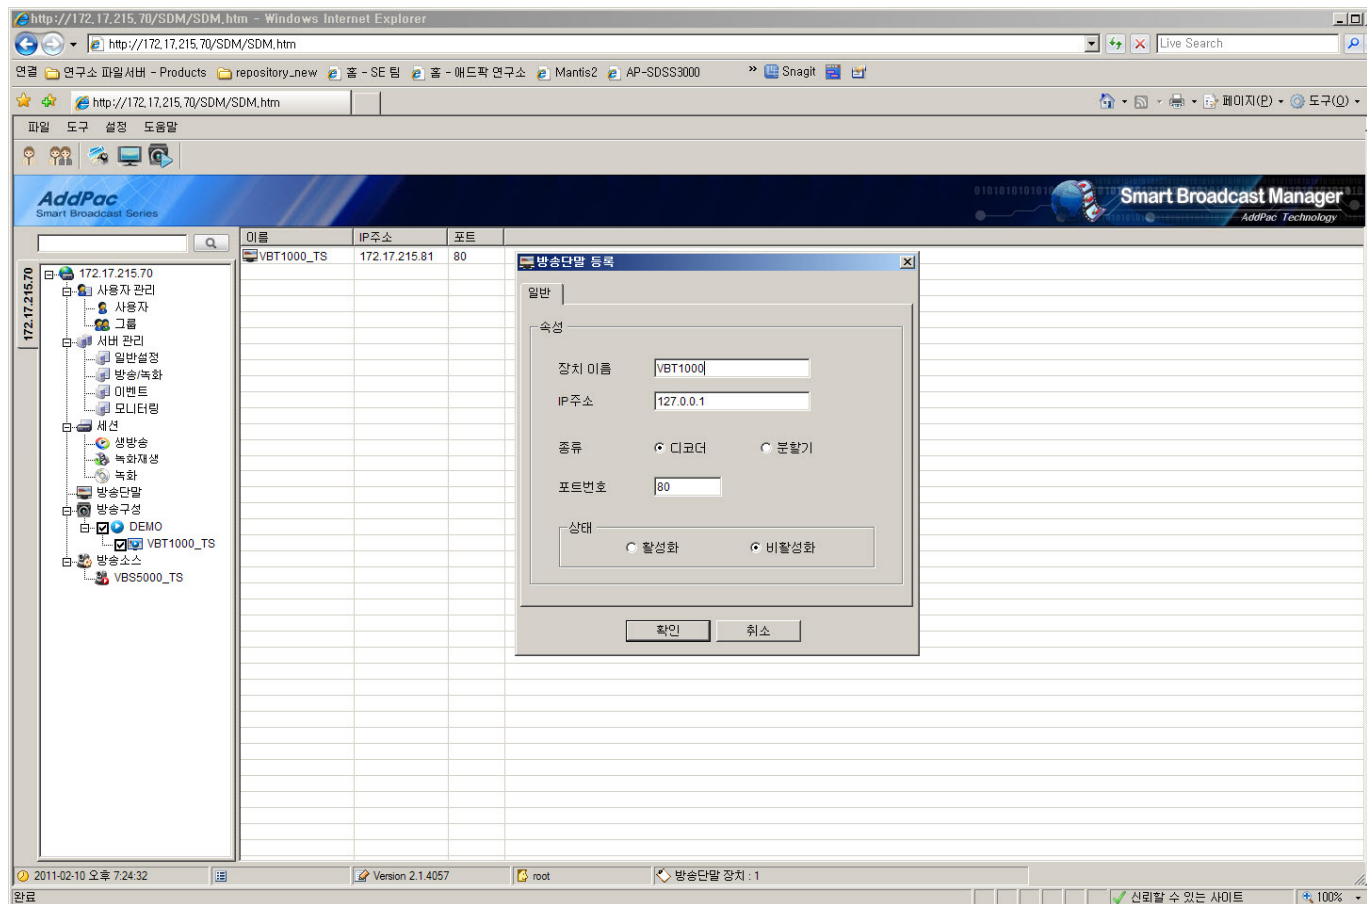 http://172.17.215.70/SDM/SDM.htm - Windows Internet Explorer
http://172.17.215.70/SDM/SDM.htm
Live Search
연결 연구소 파일서버 - Products repository_new 홈 - SE 팀 홈 - 애드팍 연구소 Mantis2 AP-SDSS3000 » Snagit
http://172.17.215.70/SDM/SDM.htm
페이지(P) 도구(O)
파일 도구 설정 도움말
AddPac
Smart Broadcast Series
Smart Broadcast Manager
AddPac Technology
이름 IP주소 포트
VBT1000_TS 172.17.215.81 80
172.17.215.70
172.17.215.70
사용자 관리
사용자
그룹
서버 관리
일반설정
방송/녹화
이벤트
모니터링
세션
생방송
녹화재생
녹화
방송단말
방송구성
DEMO
VBT1000_TS
방송소스
VBS5000_TS
방송단말 등록
일반
속성
장치 이름 VBT1000
IP주소 127.0.0.1
종류 디코더 분할기
포트번호 80
상태
활성화 비활성화
확인 취소
2011-02-10 오후 7:24:32 Version 2.1.4057 root 방송단말 장치 : 1
완료 신뢰할 수 있는 사이트 100%